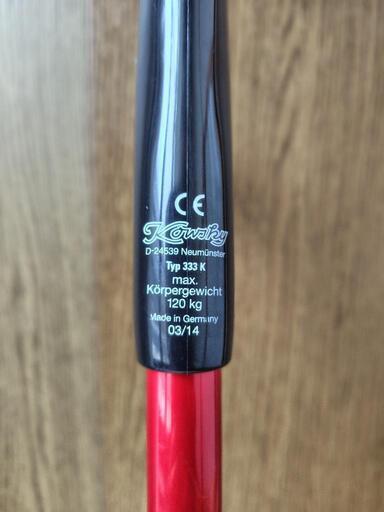 CE
Kowsky
D-24539 Neumünster
Typ 333 K
max.
Körpergewicht
120 kg
Made in Germany
03/14